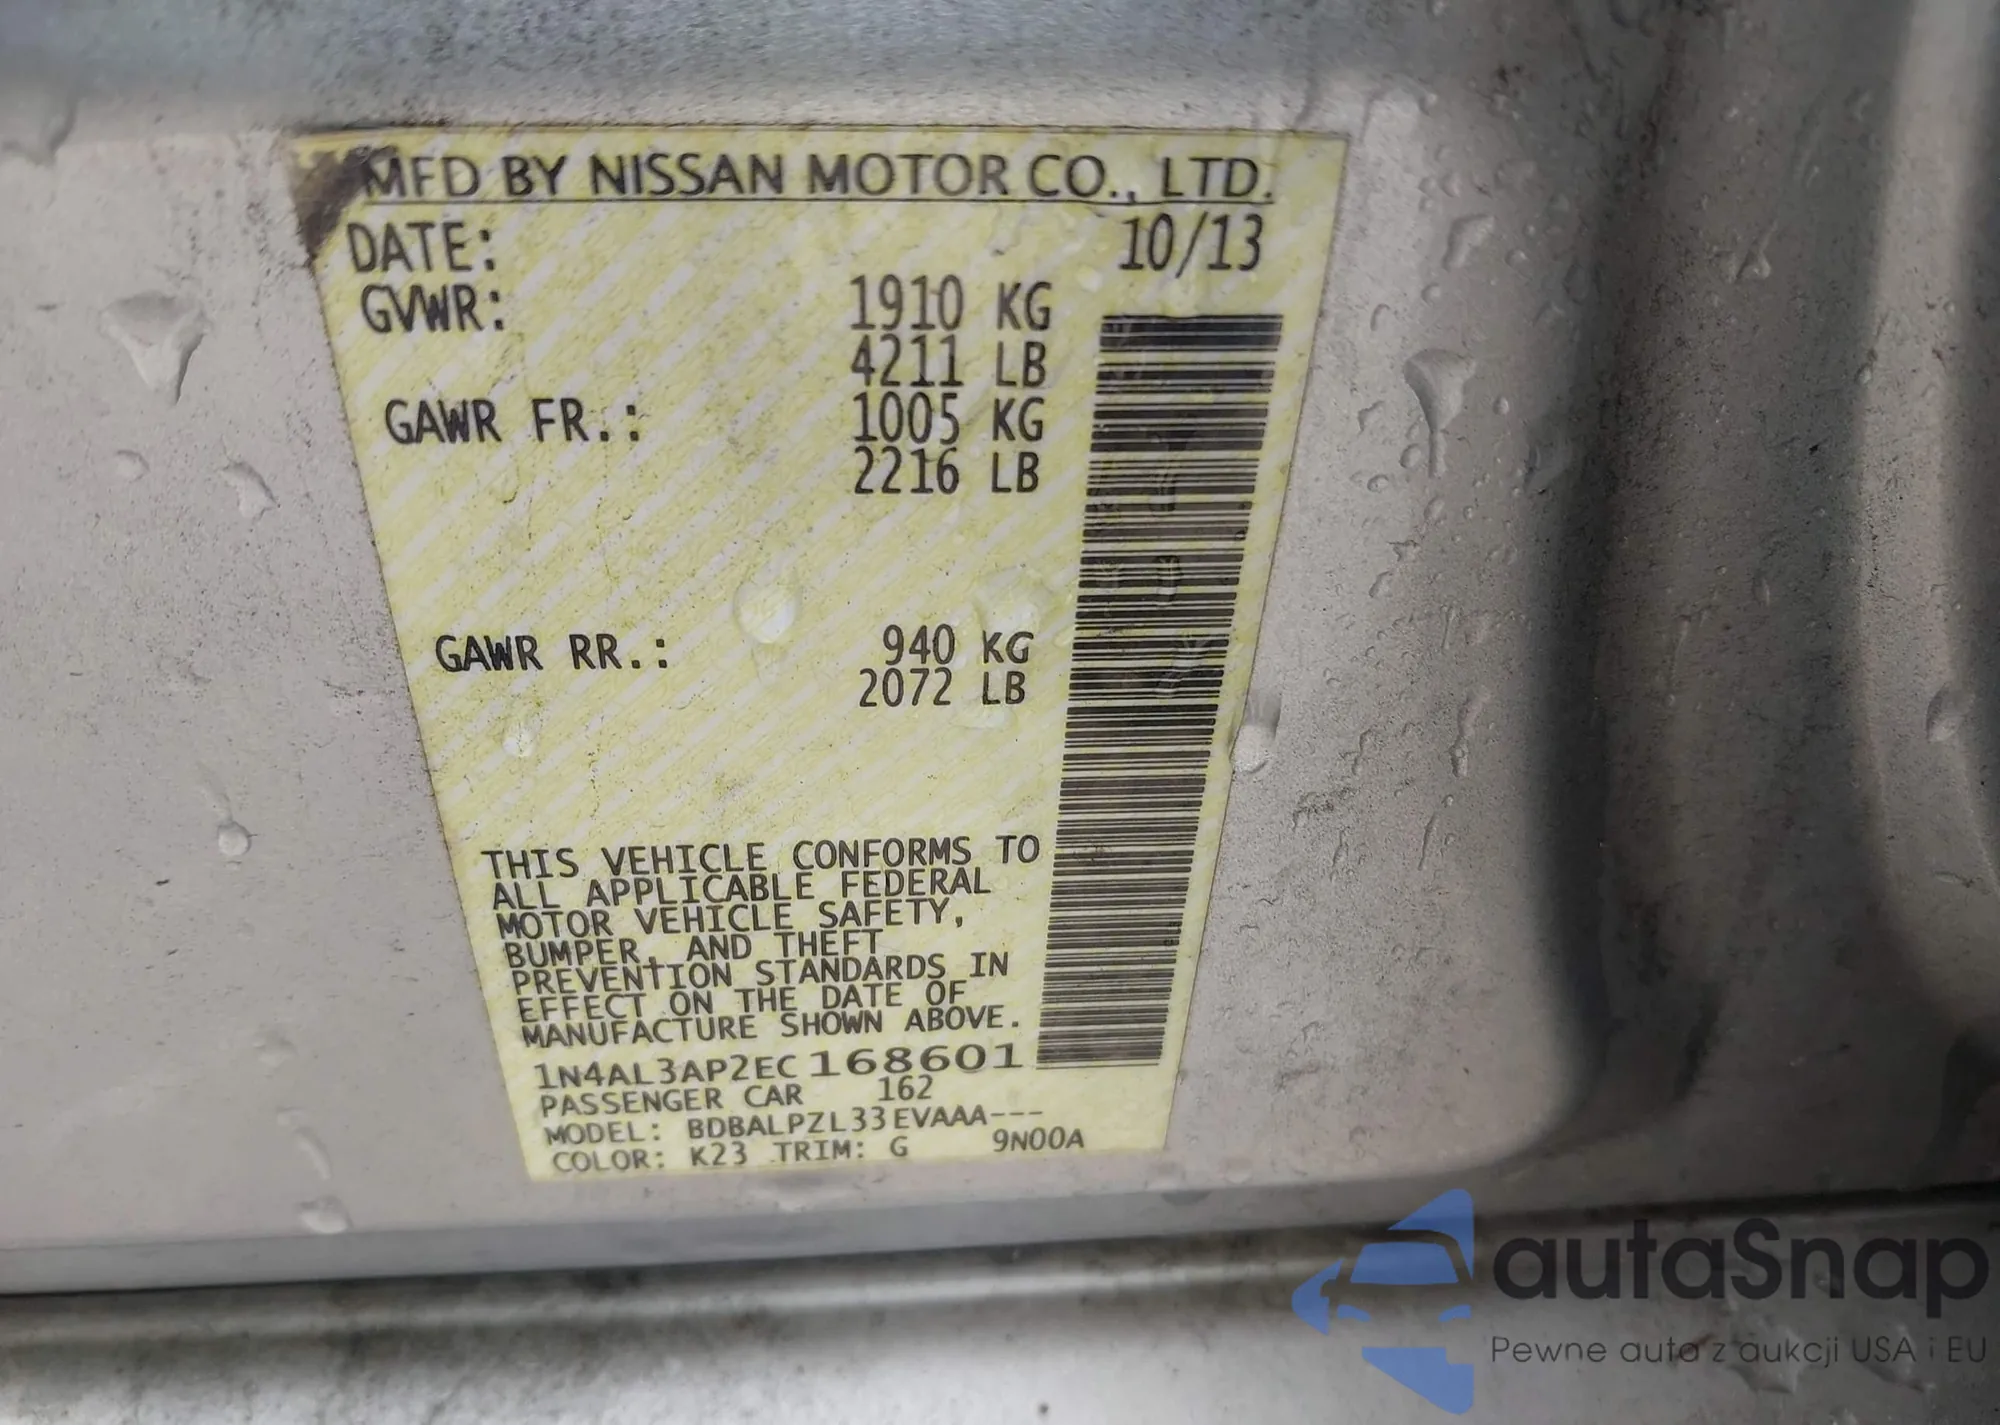 MFD BY NISSAN MOTOR CO., LTD.
DATE: 10/13
GVWR: 1910 KG
4211 LB
GAWR FR.: 1005 KG
2216 LB
GAWR RR.: 940 KG
2072 LB
THIS VEHICLE CONFORMS TO
ALL APPLICABLE FEDERAL
MOTOR VEHICLE SAFETY,
BUMPER, AND THEFT
PREVENTION STANDARDS IN
EFFECT ON THE DATE OF
MANUFACTURE SHOWN ABOVE.
1N4AL3AP2EC168601
PASSENGER CAR 162
MODEL: BDBALPZL33EVAAA---
COLOR: K23 TRIM: G 9N00A
autaSnap
Pewne auta z aukcji USA i EU